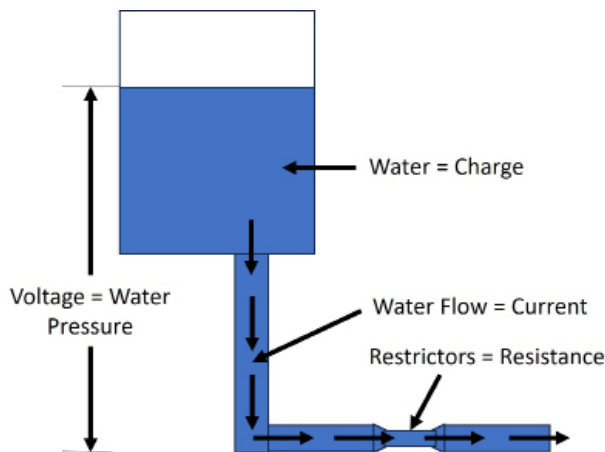 Water = Charge
Voltage = Water
Pressure
Water Flow = Current
Restrictors = Resistance